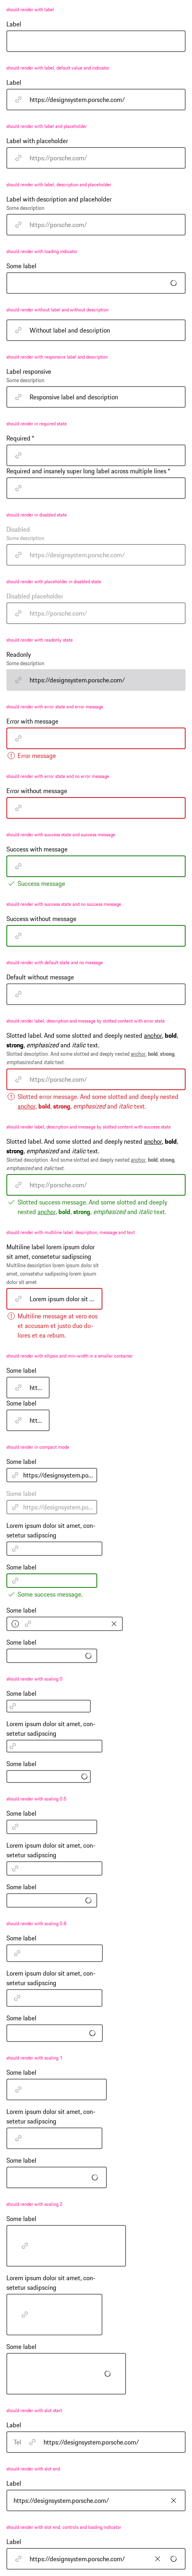 should render with label
Label
should render with label, default value and indicator
Label
https://designsystem.porsche.com/
should render with label and placeholder
Label with placeholder
https://porsche.com/
should render with label, description and placeholder
Label with description and placeholder
Some description
https://porsche.com/
should render with loading indicator
Some label
should render without label and without description
Without label and description
should render with responsive label and description
Label responsive
Some description
Responsive label and description
should render in required state
Required *
Required and insanely super long label across multiple lines *
should render in disabled state
Disabled
Some description
https://designsystem.porsche.com/
should render with placeholder in disabled state
Disabled placeholder
https://porsche.com/
should render with readonly state
Readonly
Some description
https://designsystem.porsche.com/
should render with error state and error message
Error with message
Error message
should render with error state and no error message
Error without message
should render with success state and success message
Success with message
Success message
should render with success state and no success message
Success without message
should render with default state and no message
Default without message
should render label, description and message by slotted content with error state
Slotted label. And some slotted and deeply nested anchor, bold,
strong, emphasized and italic text.
Slotted description. And some slotted and deeply nested anchor, bold, strong,
emphasized and italic text.
https://porsche.com/
Slotted error message. And some slotted and deeply nested
anchor, bold, strong, emphasized and italic text.
should render label, description and message by slotted content with success state
Slotted label. And some slotted and deeply nested anchor, bold,
strong, emphasized and italic text.
Slotted description. And some slotted and deeply nested anchor, bold, strong,
emphasized and italic text.
https://porsche.com/
Slotted success message. And some slotted and deeply
nested anchor, bold, strong, emphasized and italic text.
should render with multiline label, description, message and text
Multiline label lorem ipsum dolor
sit amet, consetetur sadipscing
Multiline description lorem ipsum dolor sit
amet, consetetur sadipscing lorem ipsum
dolor sit amet
Lorem ipsum dolor sit ...
Multiline message at vero eos
et accusam et justo duo do-
lores et ea rebum.
should render with ellipsis and min-width in a smaller container
Some label
htt...
Some label
htt...
should render in compact mode
Some label
https://designsystem.po...
Some label
https://designsystem.po...
Lorem ipsum dolor sit amet, con-
setetur sadipscing
Some label
Some success message.
Some label
Some label
should render with scaling 0
Some label
Lorem ipsum dolor sit amet, con-
setetur sadipscing
Some label
should render with scaling 0.5
Some label
Lorem ipsum dolor sit amet, con-
setetur sadipscing
Some label
should render with scaling 0.8
Some label
Lorem ipsum dolor sit amet, con-
setetur sadipscing
Some label
should render with scaling 1
Some label
Lorem ipsum dolor sit amet, con-
setetur sadipscing
Some label
should render with scaling 2
Some label
Lorem ipsum dolor sit amet, con-
setetur sadipscing
Some label
should render with slot start
Label
Tel https://designsystem.porsche.com/
should render with slot end
Label
https://designsystem.porsche.com/
should render with slot end, controls and loading indicator
Label
https://designsystem.porsche.com/